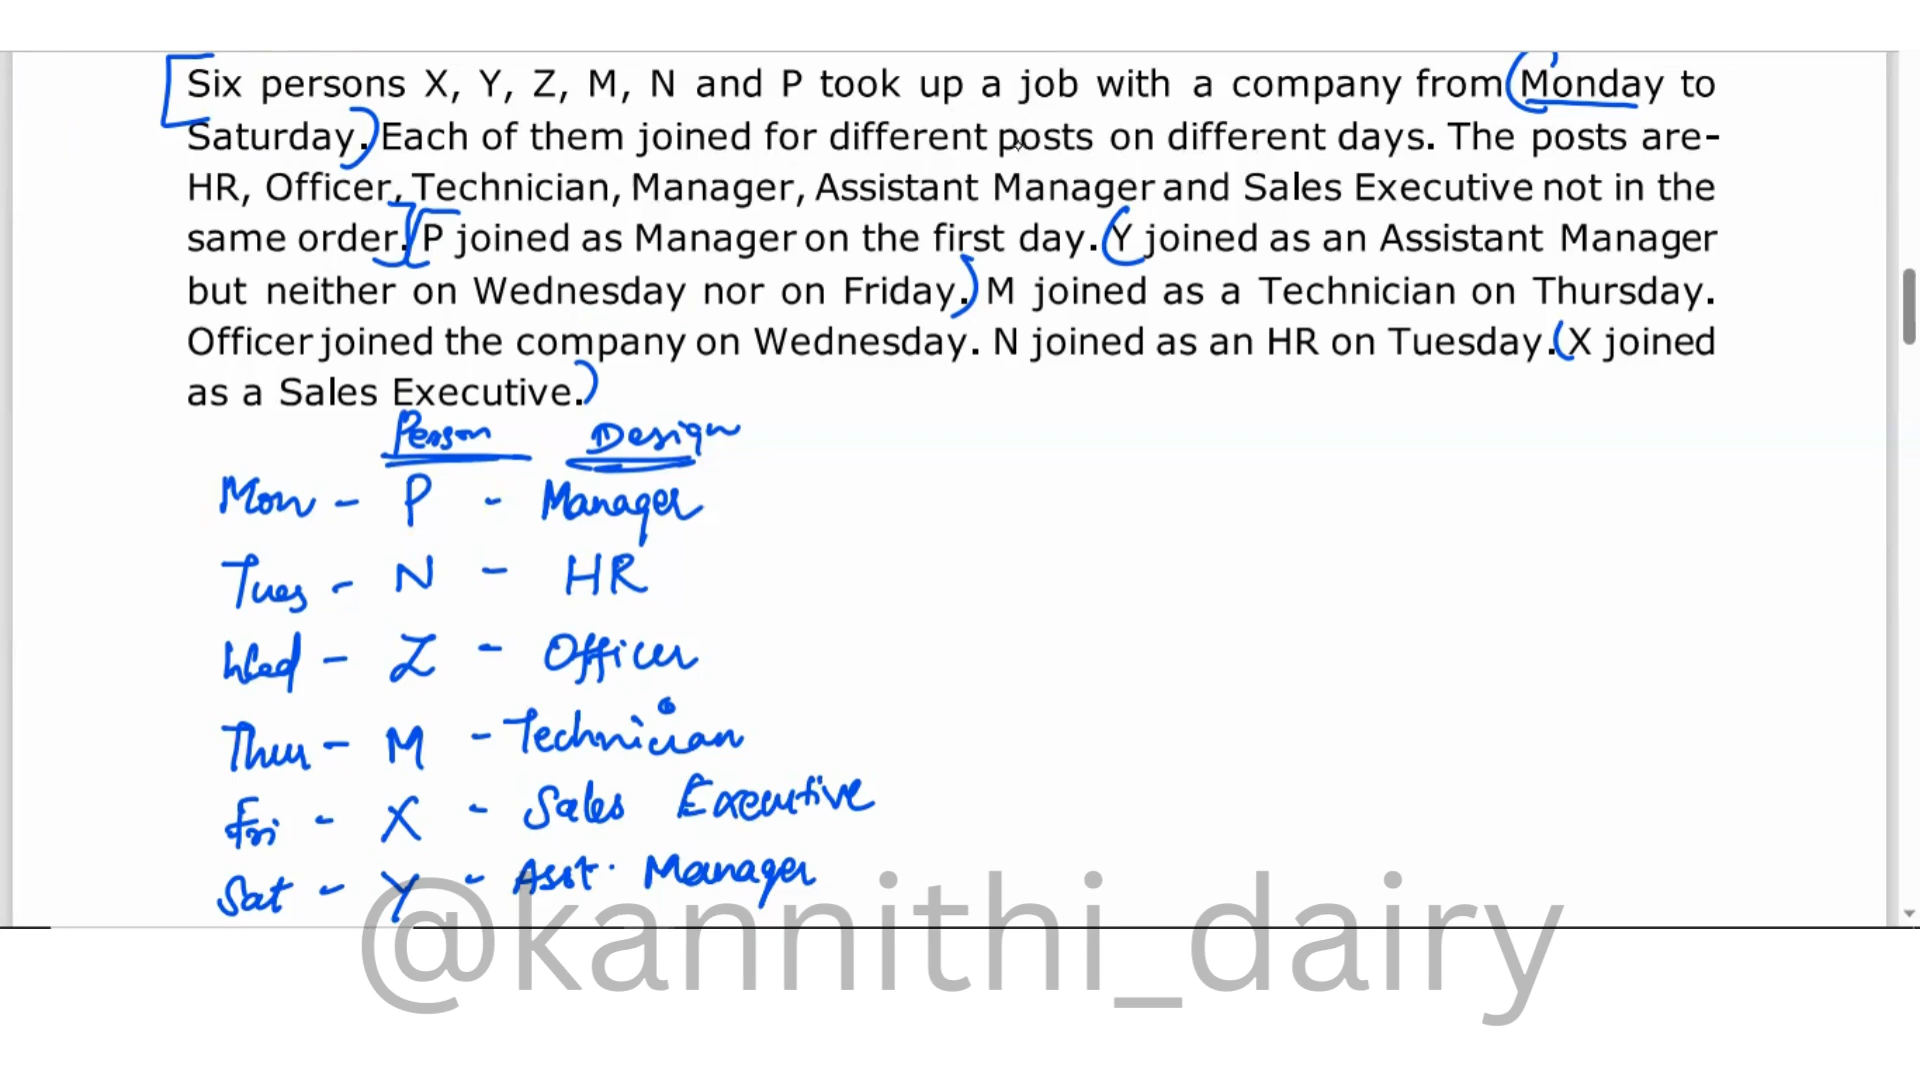 Six persons X, Y, Z, M, N and P took up a job with a company from Monday to
Saturday. Each of them joined for different posts on different days. The posts are-
HR, Officer, Technician, Manager, Assistant Manager and Sales Executive not in the
same order. P joined as Manager on the first day. Y joined as an Assistant Manager
but neither on Wednesday nor on Friday. M joined as a Technician on Thursday.
Officer joined the company on Wednesday. N joined as an HR on Tuesday. X joined
as a Sales Executive.
Person Design
Mon - P - Manager
Tues - N - HR
Wed - Z - Officer
Thur - M - Technician
Fri - X - Sales Executive
Sat - Y - Asst. Manager
@kannithi_dairy